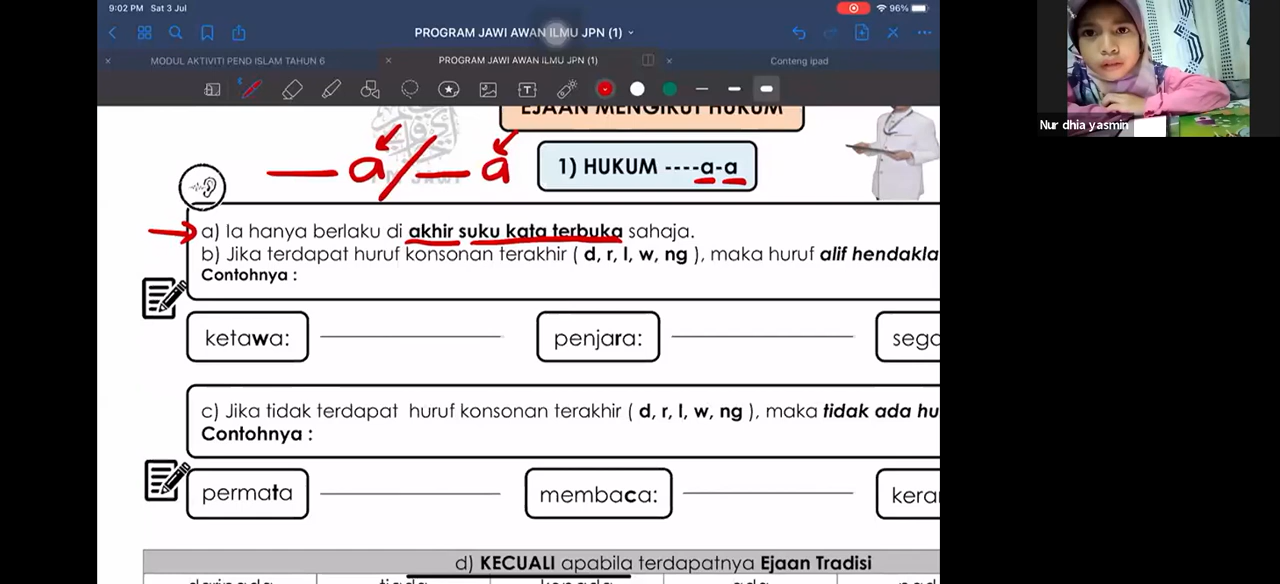 9:02 PM Sat 3 Jul
96%
PROGRAM JAWI AWAN ILMU JPN (1)
MODUL AKTIVITI PEND ISLAM TAHUN 6
PROGRAM JAWI AWAN ILMU JPN (1)
Conteng ipad
Nur dhia yasmin
EJAAN MENGIKUT HUKUM
a / a
1) HUKUM ----a-a
a) Ia hanya berlaku di akhir suku kata terbuka sahaja.
b) Jika terdapat huruf konsonan terakhir ( d, r, l, w, ng ), maka huruf alif hendakla
Contohnya :
ketawa:
penjara:
c) Jika tidak terdapat huruf konsonan terakhir ( d, r, l, w, ng ), maka tidak ada hu
Contohnya :
permata
membaca:
d) KECUALI apabila terdapatnya Ejaan Tradisi